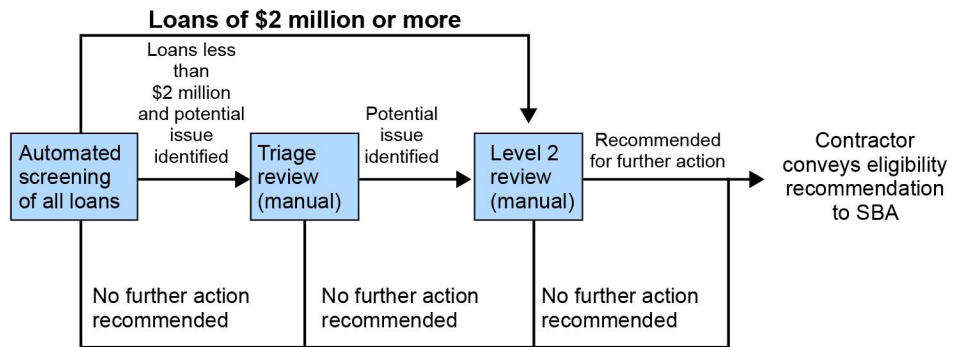 Loans of $2 million or more
Loans less
than
$2 million
and potential
issue
identified
Potential
issue
identified
Recommended
for further action
Automated
screening
of all loans
Triage
review
(manual)
Level 2
review
(manual)
Contractor
conveys eligibility
recommendation
to SBA
No further action
recommended
No further action
recommended
No further action
recommended